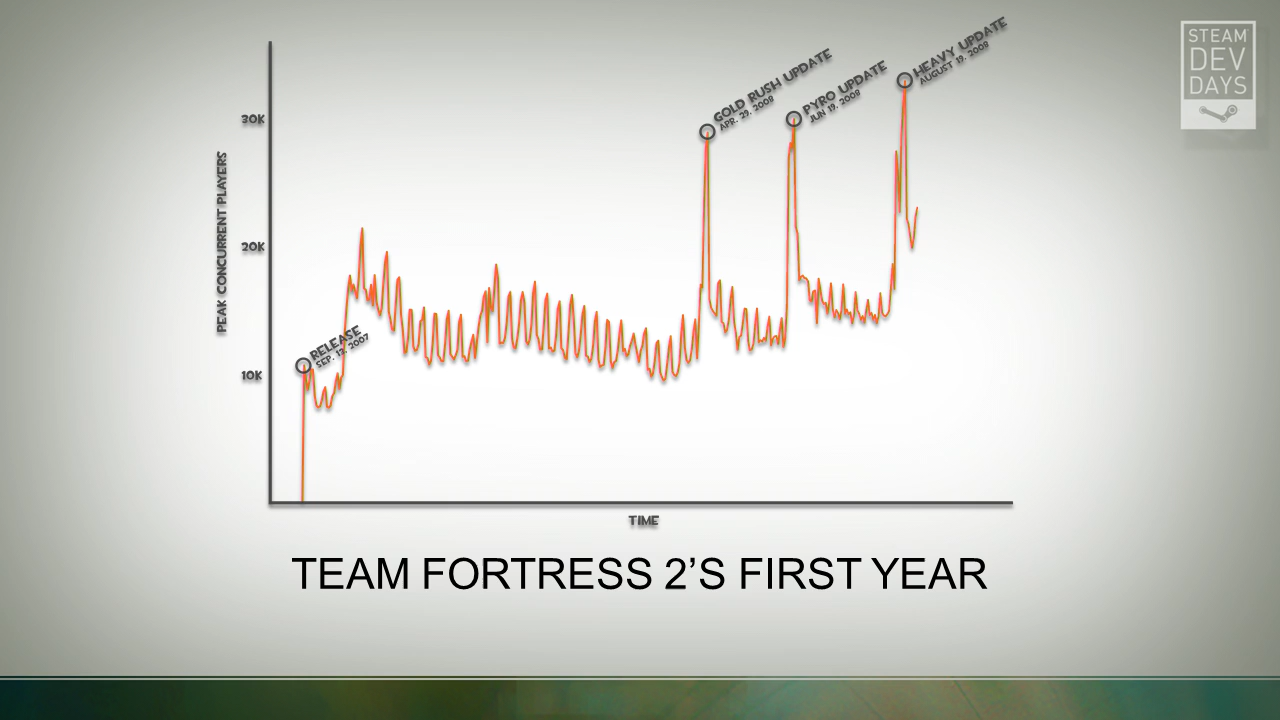 STEAM
DEV
DAYS
HEAVY UPDATE
AUGUST 19, 2008
GOLD RUSH UPDATE
APR. 29, 2008
PYRO UPDATE
JUN 19, 2008
30K
PEAK CONCURRENT PLAYERS
20K
RELEASE
SEP. 17, 2007
10K
TIME
TEAM FORTRESS 2’S FIRST YEAR